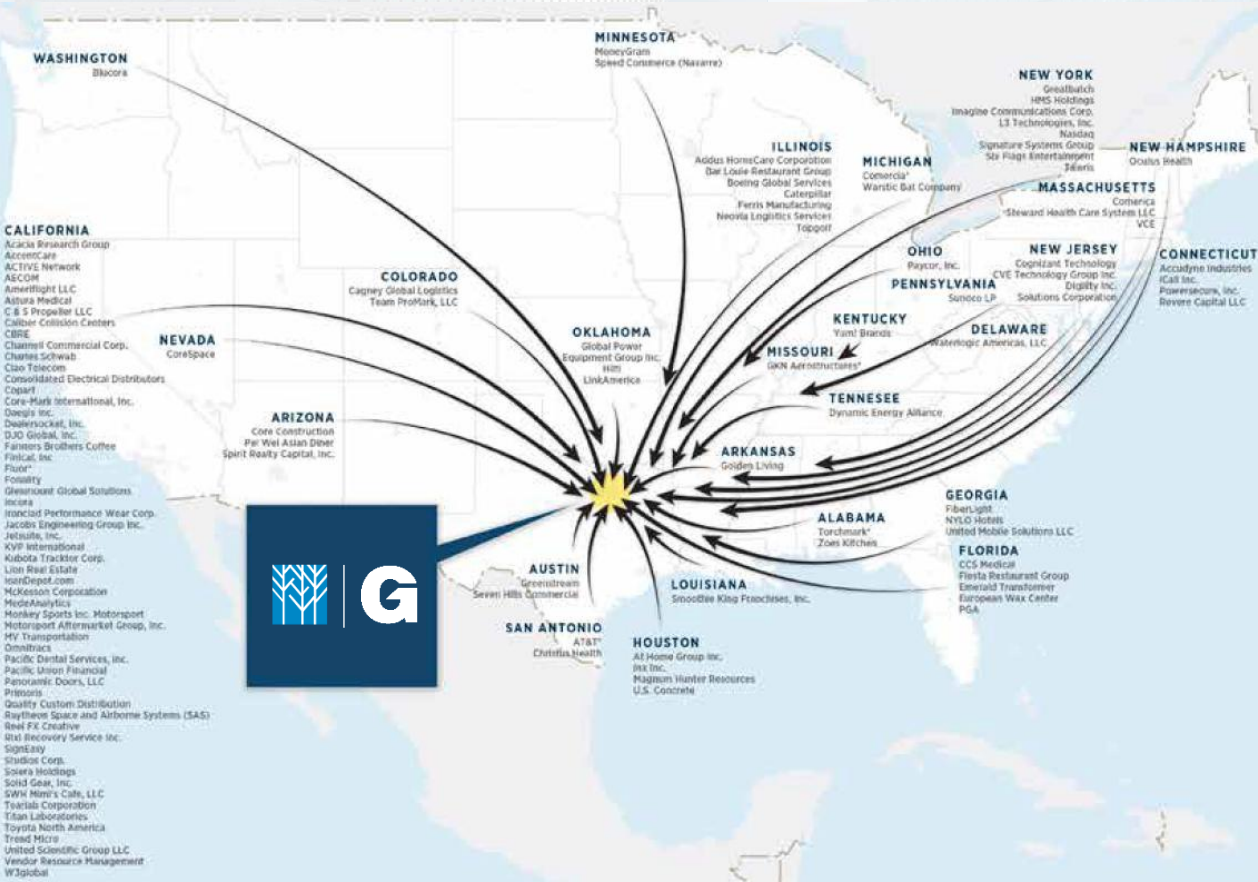 WASHINGTON
Blucora
MINNESOTA
MoneyGram
Speed Commerce (Navarre)
NEW YORK
Greatbatch
HMS Holdings
Imagine Communications Corp.
L3 Technologies, Inc.
Nasdaq
Signature Systems Group
Six Flags Entertainment
NEW HAMPSHIRE
Oculus Health
ILLINOIS
Addus HomeCare Corporation
Bar Louie Restaurant Group
Boeing Global Services
Caterpillar
Ferris Manufacturing
Neovia Logistics Services
Topgolf
MICHIGAN
Comerica*
Warstic Bat Company
MASSACHUSETTS
Comerica
Steward Health Care System LLC
VCE
CALIFORNIA
Acacia Research Group
AccentCare
ACTIVE Network
AECOM
Ameriflight LLC
Astura Medical
C & S Propeller LLC
Caliber Collision Centers
CBRE
Channell Commercial Corp.
Charles Schwab
Ciao Telecom
Consolidated Electrical Distributors
Copart
Core-Mark International, Inc.
Daegis Inc.
Dealersocket, Inc.
DJO Global, Inc.
Farmers Brothers Coffee
Finical, Inc
Fluor*
Forality
Glenmount Global Solutions
Incora
Ironclad Performance Wear Corp.
Jacobs Engineering Group Inc.
Jetsuite, Inc.
KVP International
Kubota Tracktor Corp.
Lion Real Estate
loanDepot.com
McKesson Corporation
MedeAnalytics
Monkey Sports Inc. Motorsport
Motorsport Aftermarket Group, Inc.
MV Transportation
Omnitracs
Pacific Dental Services, Inc.
Pacific Union Financial
Panoramic Doors, LLC
Primoris
Quality Custom Distribution
Raytheon Space and Airborne Systems (SAS)
Reel FX Creative
Rixi Recovery Service Inc.
SignEasy
Studios Corp.
Solera Holdings
Solid Gear, Inc.
SWH Mimi's Cafe, LLC
Tearlab Corporation
Titan Laboratories
Toyota North America
Trend Micro
United Scientific Group LLC
Vendor Resource Management
W3global
COLORADO
Cagney Global Logistics
Team ProMark, LLC
NEVADA
CoreSpace
ARIZONA
Core Construction
Pei Wei Asian Diner
Spirit Realty Capital, Inc.
OKLAHOMA
Global Power
Equipment Group Inc.
Hilti
LinkAmerica
OHIO
Paycor, Inc.
PENNSYLVANIA
Sunoco LP
NEW JERSEY
Cognizant Technology
CVE Technology Group Inc.
Digility Inc.
Solutions Corporation
CONNECTICUT
Accudyne Industries
iCall Inc.
Powersecure, Inc.
Revere Capital LLC
KENTUCKY
Yum! Brands
DELAWARE
Waterlogic Americas, LLC
MISSOURI
GKN Aerostructures*
TENNESEE
Dynamic Energy Alliance
ARKANSAS
Golden Living
GEORGIA
FiberLight
NYLO Hotels
United Mobile Solutions LLC
ALABAMA
Torchmark*
Zoes Kitchen
FLORIDA
CCS Medical
Fiesta Restaurant Group
Emerald Transformer
European Wax Center
PGA
AUSTIN
Greenstream
Seven Hills Commercial
LOUISIANA
Smoothie King Franchises, Inc.
SAN ANTONIO
AT&T*
Christus Health
HOUSTON
At Home Group Inc.
Inx Inc.
Magnum Hunter Resources
U.S. Concrete
G